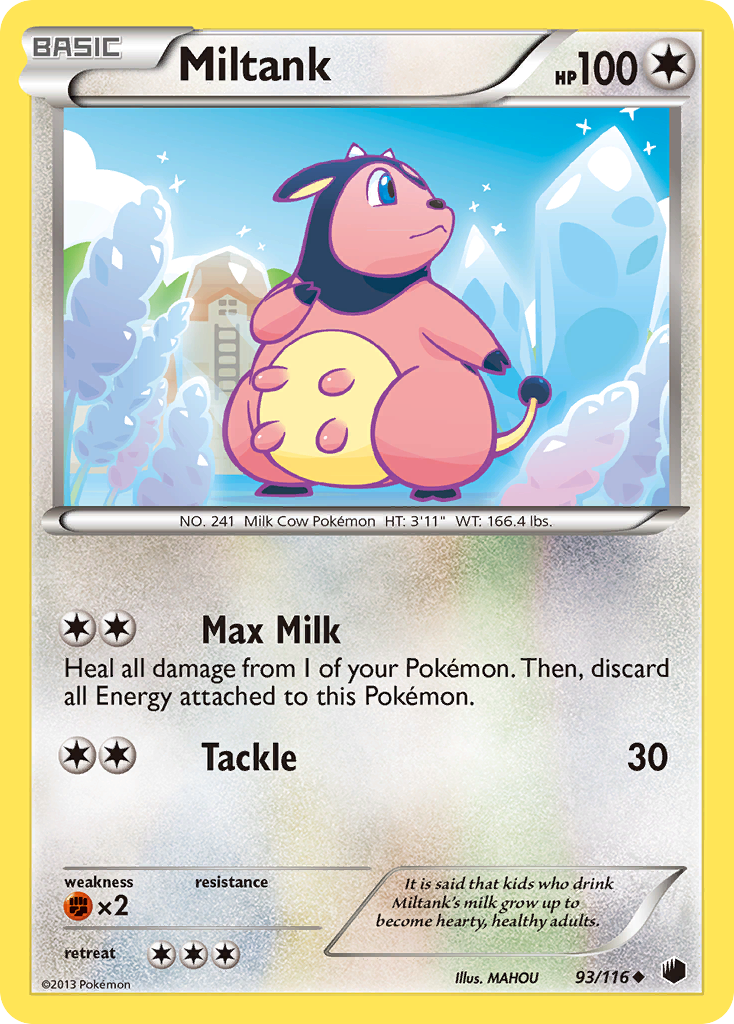 BASIC
Miltank
HP100
NO. 241 Milk Cow Pokémon HT: 3'11" WT: 166.4 lbs.
Max Milk
Heal all damage from 1 of your Pokémon. Then, discard
all Energy attached to this Pokémon.
Tackle 30
weakness resistance
×2
It is said that kids who drink
Miltank's milk grow up to
become hearty, healthy adults.
retreat
©2013 Pokémon
Illus. MAHOU 93/116